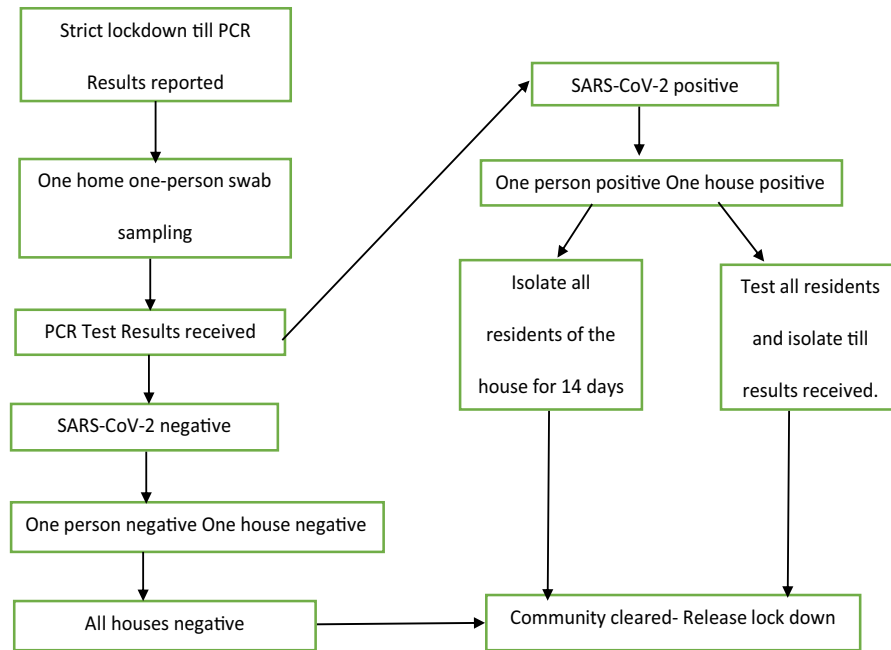 Strict lockdown till PCR
Results reported
One home one-person swab
sampling
PCR Test Results received
SARS-CoV-2 negative
One person negative One house negative
All houses negative
SARS-CoV-2 positive
One person positive One house positive
Isolate all
residents of the
house for 14 days
Test all residents
and isolate till
results received.
Community cleared- Release lock down